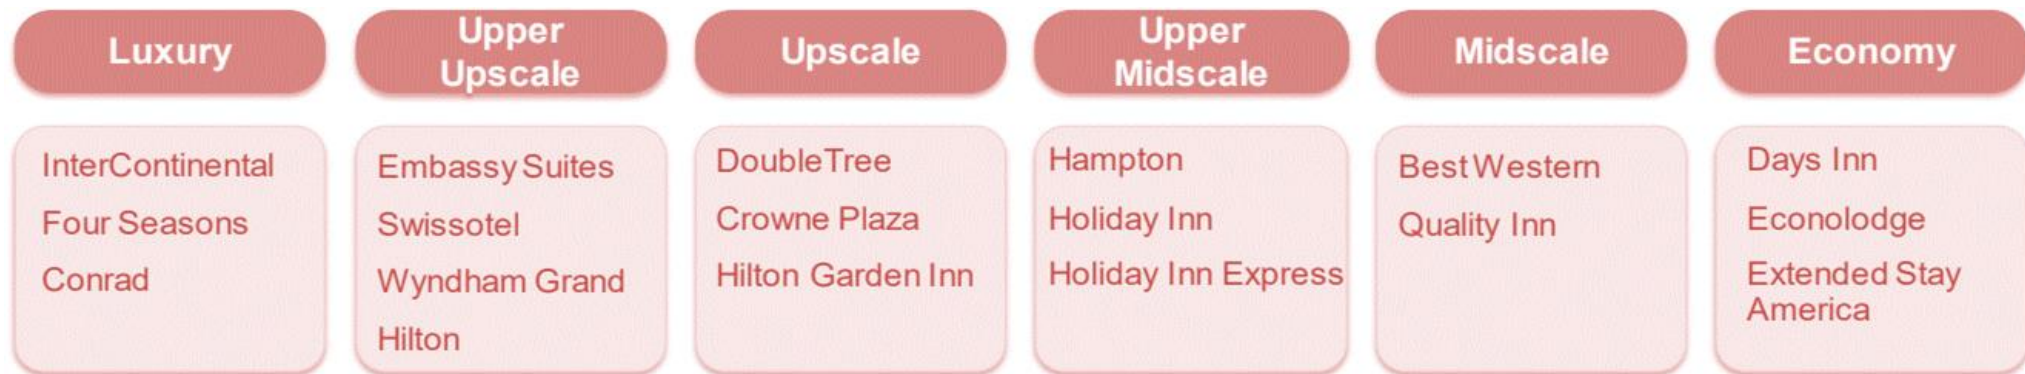 Luxury
InterContinental
Four Seasons
Conrad
Upper
Upscale
Embassy Suites
Swissotel
Wyndham Grand
Hilton
Upscale
DoubleTree
Crowne Plaza
Hilton Garden Inn
Upper
Midscale
Hampton
Holiday Inn
Holiday Inn Express
Midscale
Best Western
Quality Inn
Economy
Days Inn
Econolodge
Extended Stay
America